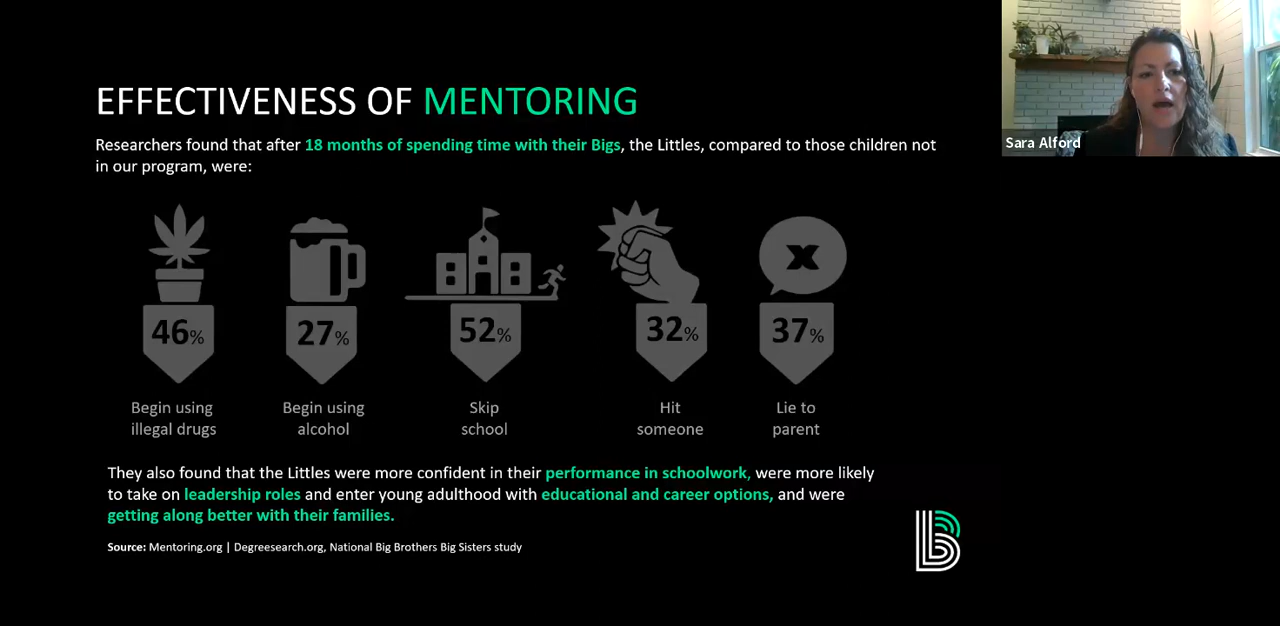 EFFECTIVENESS OF MENTORING
Researchers found that after 18 months of spending time with their Bigs, the Littles, compared to those children not
in our program, were:
46%
27%
52%
32%
x
37%
Begin using
illegal drugs
Begin using
alcohol
Skip
school
Hit
someone
Lie to
parent
They also found that the Littles were more confident in their performance in schoolwork, were more likely
to take on leadership roles and enter young adulthood with educational and career options, and were
getting along better with their families.
Source: Mentoring.org | Degreesearch.org, National Big Brothers Big Sisters study
Sara Alford